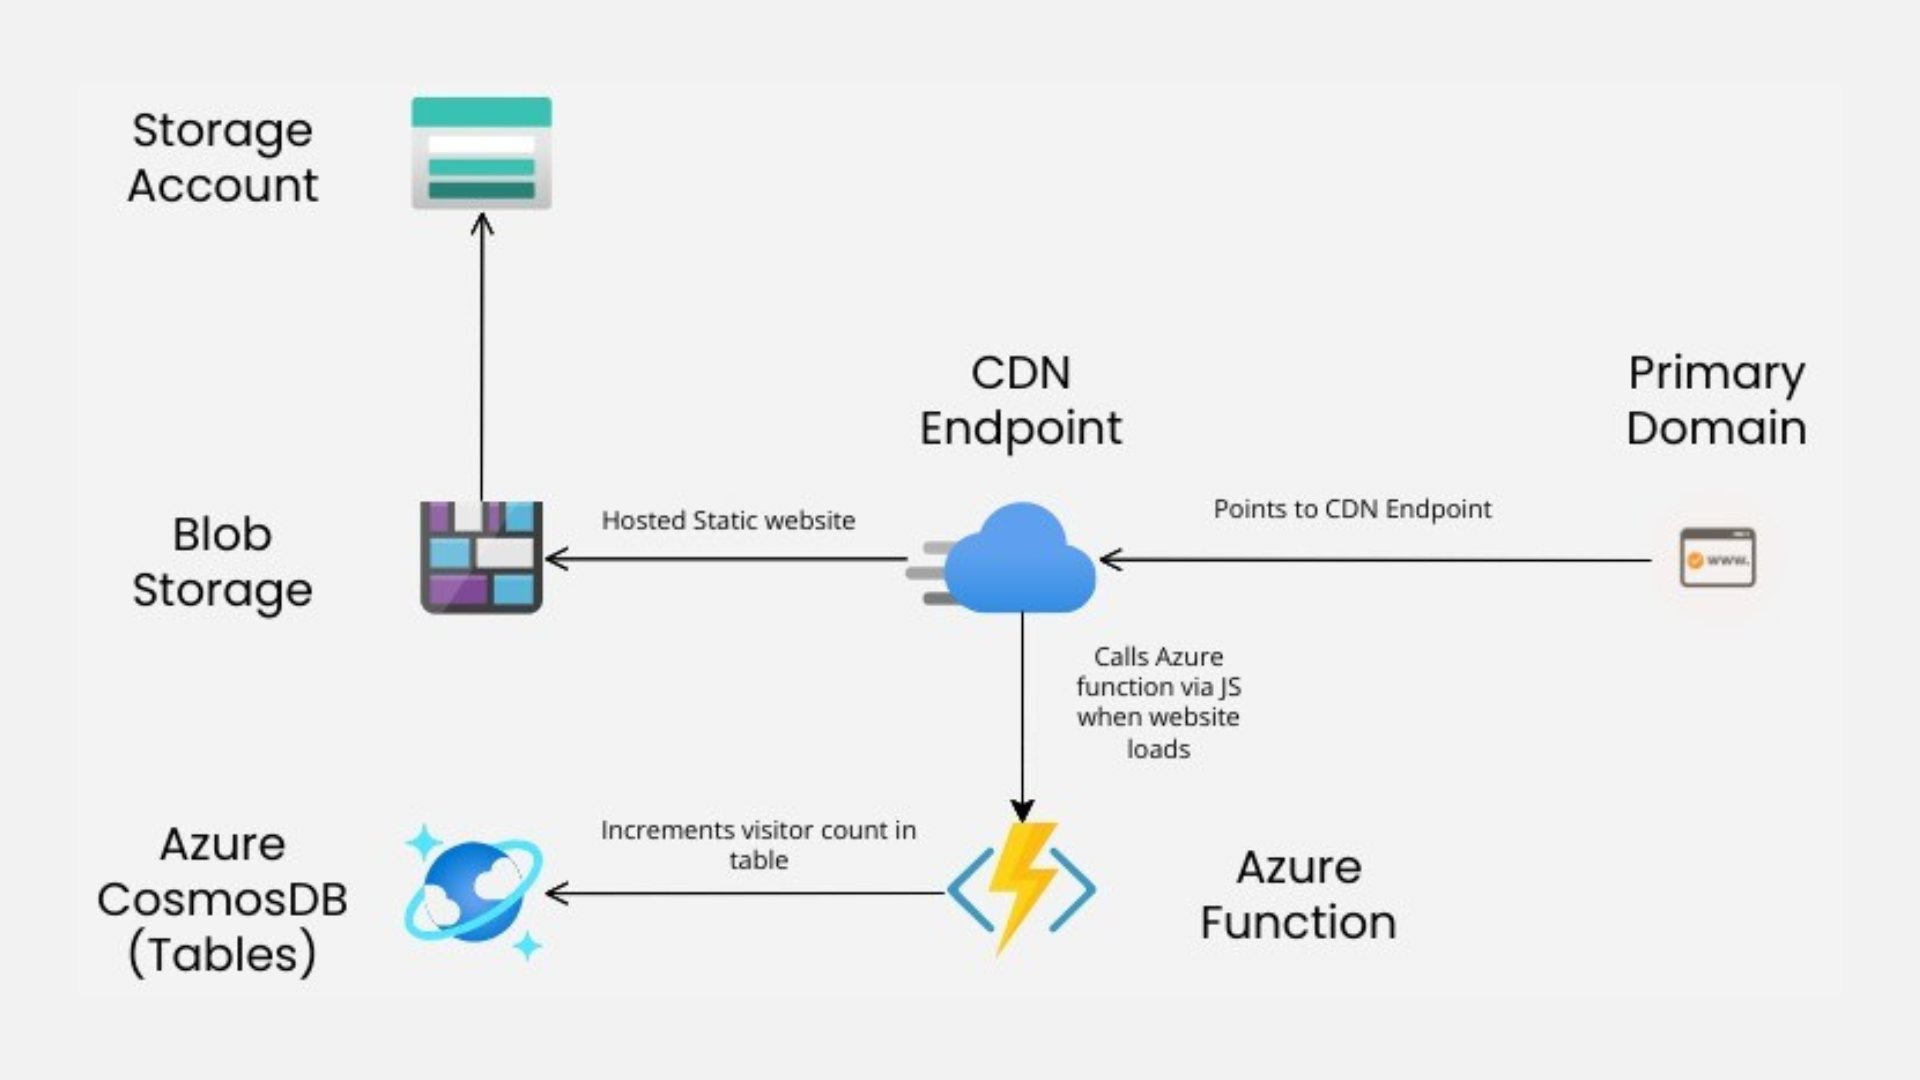 Storage
Account
CDN
Endpoint
Primary
Domain
Blob
Storage
Hosted Static website
Points to CDN Endpoint
www.
Calls Azure
function via JS
when website
loads
Azure
CosmosDB
(Tables)
Increments visitor count in
table
Azure
Function